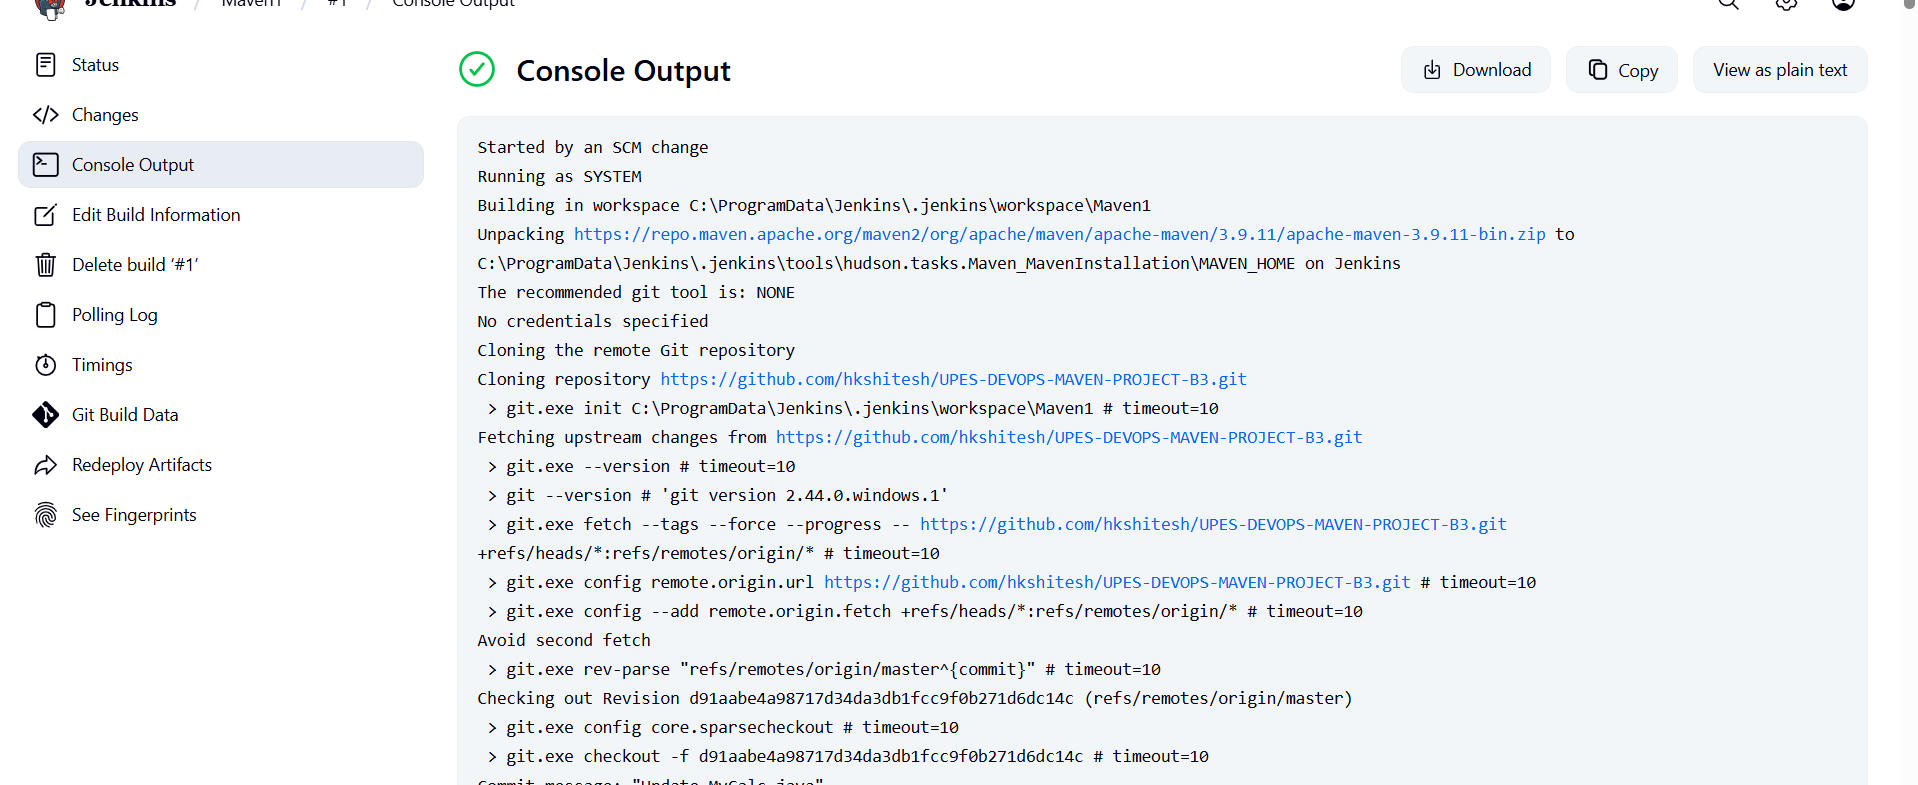 Jenkins / Maven1 / #1 / Console Output
Status
Changes
Console Output
Edit Build Information
Delete build ‘#1’
Polling Log
Timings
Git Build Data
Redeploy Artifacts
See Fingerprints
Console Output
Download
Copy
View as plain text
Started by an SCM change
Running as SYSTEM
Building in workspace C:\ProgramData\Jenkins\.jenkins\workspace\Maven1
Unpacking https://repo.maven.apache.org/maven2/org/apache/maven/apache-maven/3.9.11/apache-maven-3.9.11-bin.zip to
C:\ProgramData\Jenkins\.jenkins\tools\hudson.tasks.Maven_MavenInstallation\MAVEN_HOME on Jenkins
The recommended git tool is: NONE
No credentials specified
Cloning the remote Git repository
Cloning repository https://github.com/hkshitesh/UPES-DEVOPS-MAVEN-PROJECT-B3.git
> git.exe init C:\ProgramData\Jenkins\.jenkins\workspace\Maven1 # timeout=10
Fetching upstream changes from https://github.com/hkshitesh/UPES-DEVOPS-MAVEN-PROJECT-B3.git
> git.exe --version # timeout=10
> git --version # 'git version 2.44.0.windows.1'
> git.exe fetch --tags --force --progress -- https://github.com/hkshitesh/UPES-DEVOPS-MAVEN-PROJECT-B3.git
+refs/heads/*:refs/remotes/origin/* # timeout=10
> git.exe config remote.origin.url https://github.com/hkshitesh/UPES-DEVOPS-MAVEN-PROJECT-B3.git # timeout=10
> git.exe config --add remote.origin.fetch +refs/heads/*:refs/remotes/origin/* # timeout=10
Avoid second fetch
> git.exe rev-parse "refs/remotes/origin/master^{commit}" # timeout=10
Checking out Revision d91aabe4a98717d34da3db1fcc9f0b271d6dc14c (refs/remotes/origin/master)
> git.exe config core.sparsecheckout # timeout=10
> git.exe checkout -f d91aabe4a98717d34da3db1fcc9f0b271d6dc14c # timeout=10
Commit message: "Update MyCalc.java"